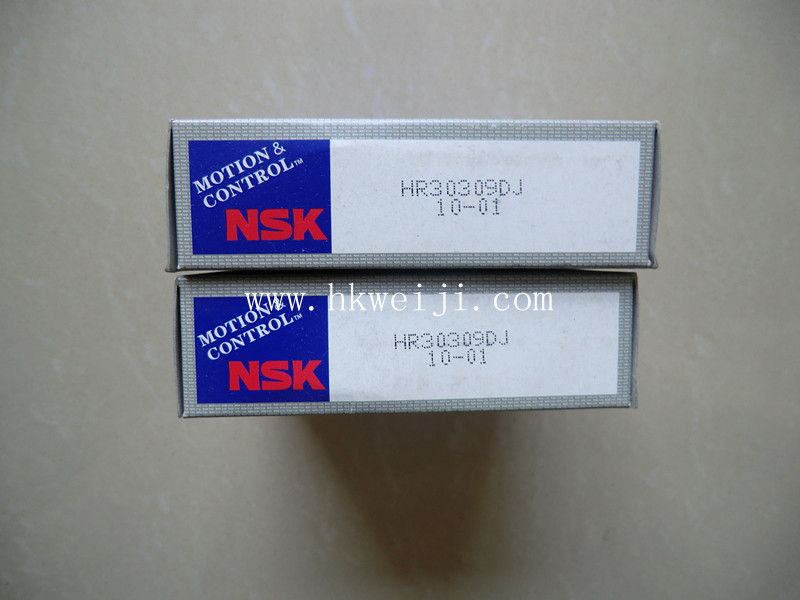 MOTION &
CONTROL™
NSK
HR30309DJ
10-01
www.hkweiji.com
MOTION &
CONTROL™
NSK
HR30309DJ
10-01